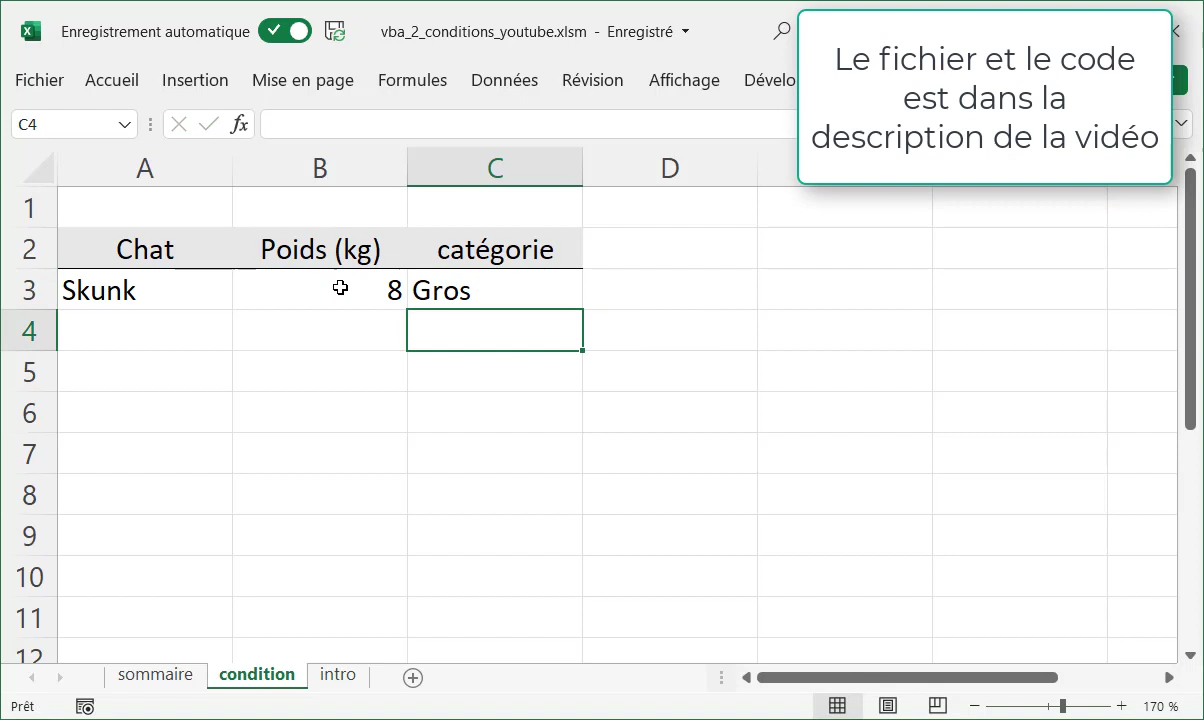 Enregistrement automatique
vba_2_conditions_youtube.xlsm - Enregistré
Le fichier et le code
est dans la
description de la vidéo
Fichier Accueil Insertion Mise en page Formules Données Révision Affichage Dévelo
C4 fx
A B C D
1
2 Chat Poids (kg) catégorie
3 Skunk 8 Gros
4
5
6
7
8
9
10
11
12
sommaire condition intro
Prêt 170 %